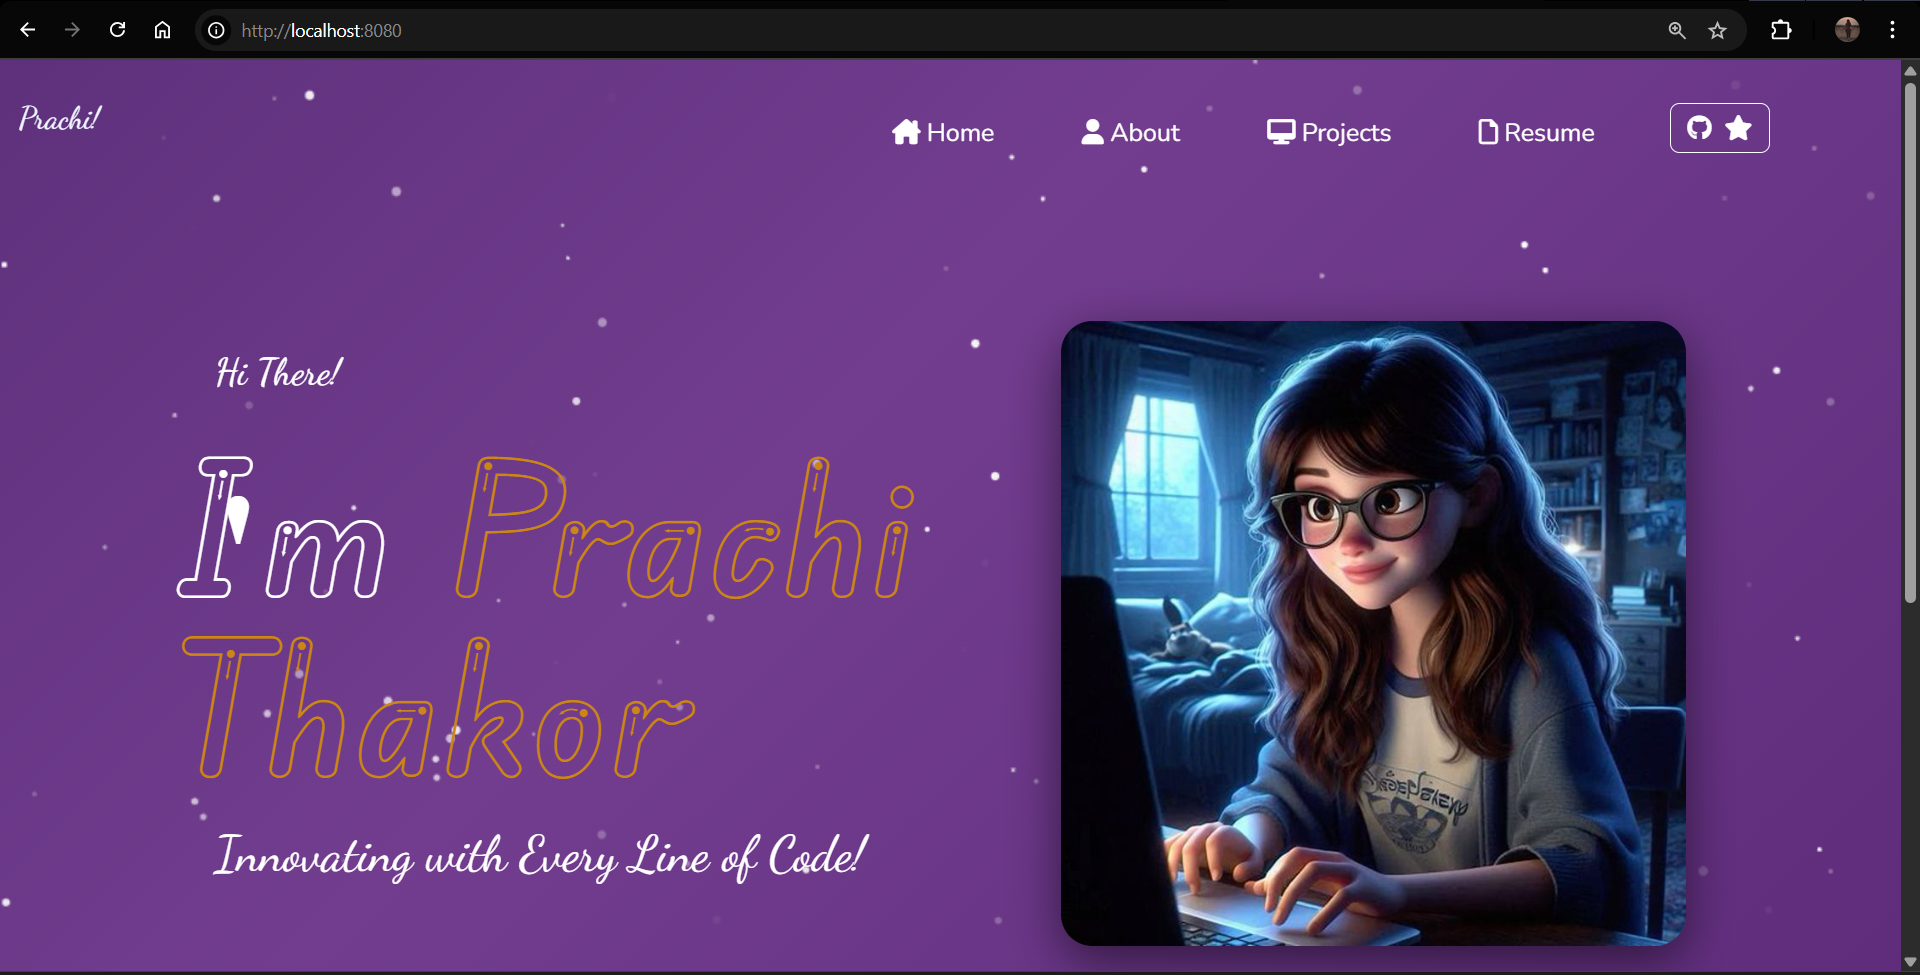 http://localhost:8080
Prachi!
Home
About
Projects
Resume
Hi There!
I'm Prachi
Thakor
Innovating with Every Line of Code!